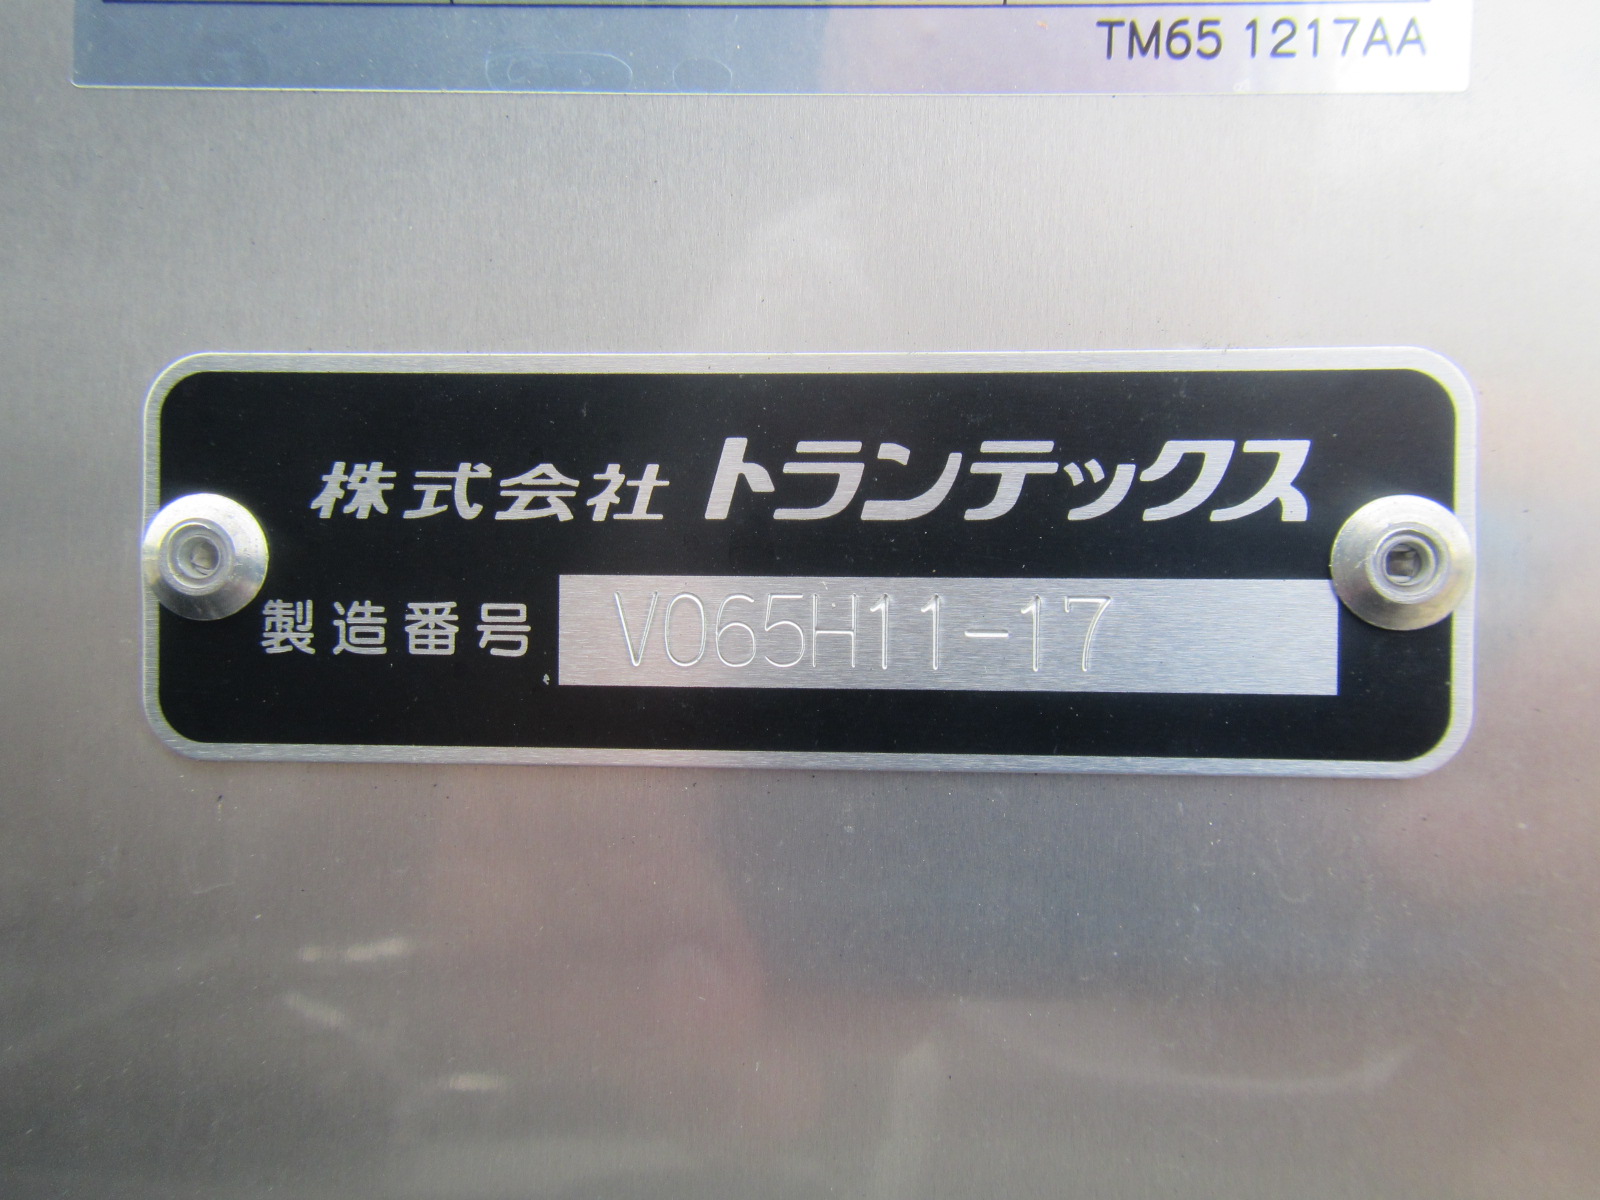 TM65 1217AA
株式会社 トランテックス
製造番号 V065H11-17